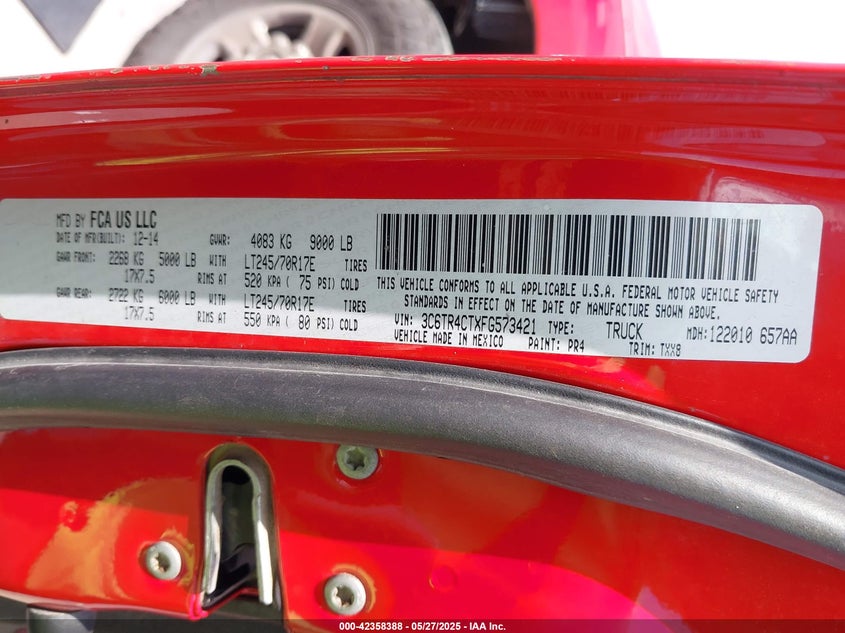 MFD BY FCA US LLC
DATE OF MFR(BUILT): 12-14 GVWR: 4083 KG 9000 LB
GAWR FRONT: 2268 KG 5000 LB WITH LT245/70R17E TIRES
17X7.5 RIMS AT 520 KPA ( 75 PSI) COLD
GAWR REAR: 2722 KG 6000 LB WITH LT245/70R17E TIRES
17X7.5 RIMS AT 550 KPA ( 80 PSI) COLD
THIS VEHICLE CONFORMS TO ALL APPLICABLE U.S.A. FEDERAL MOTOR VEHICLE SAFETY
STANDARDS IN EFFECT ON THE DATE OF MANUFACTURE SHOWN ABOVE.
VIN: 3C6TR4CTXFG573421 TYPE: TRUCK MDH:122010 657AA
VEHICLE MADE IN MEXICO PAINT: PR4 TRIM: TXX8
000-42358388 — 05/27/2025 — IAA Inc.